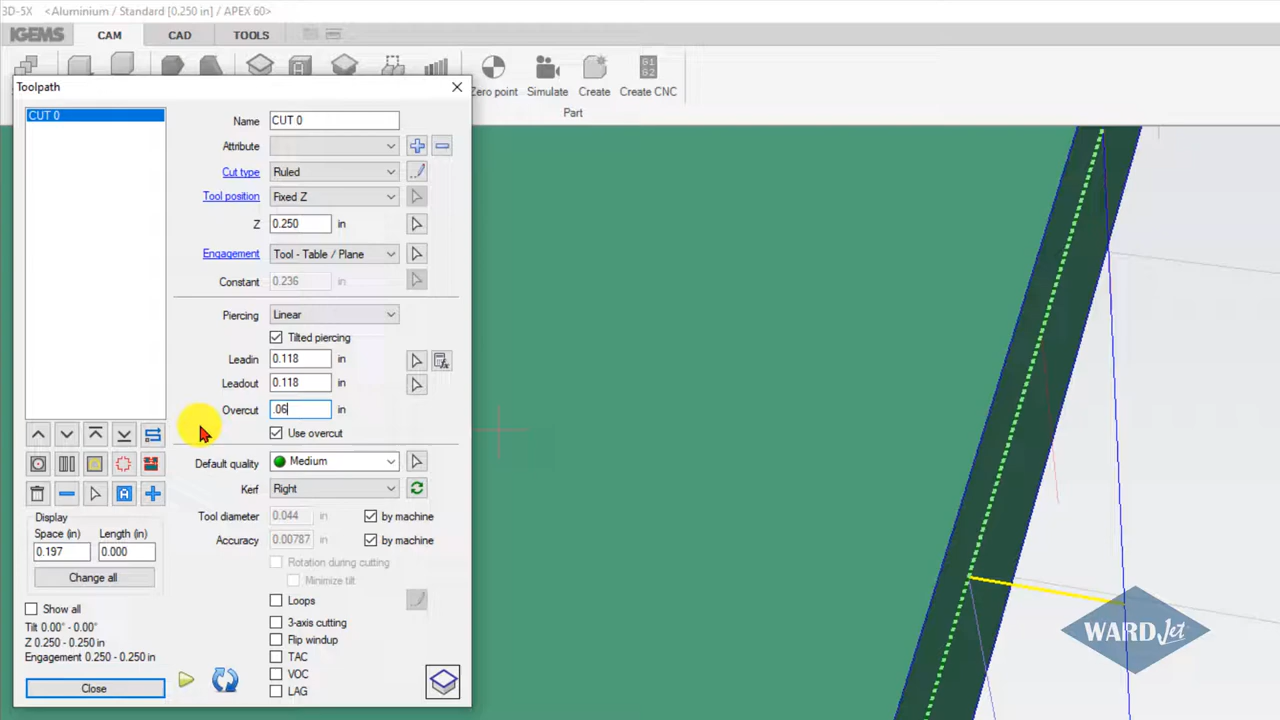 3D-5X <Aluminium / Standard [0.250 in] / APEX 60>
IGEMS CAM CAD TOOLS
Toolpath
Zero point Simulate Create Create CNC
Part
CUT 0
Name CUT 0
Attribute
Cut type Ruled
Tool position Fixed Z
Z 0.250 in
Engagement Tool - Table / Plane
Constant 0.236 in
Piercing Linear
Tilted piercing
Leadin 0.118 in
Leadout 0.118 in
Overcut .06 in
Use overcut
Default quality Medium
Kerf Right
Tool diameter 0.044 in by machine
Accuracy 0.00787 in by machine
Rotation during cutting
Minimize tilt
Loops
3-axis cutting
Flip windup
TAC
VOC
LAG
Display
Space (in) Length (in)
0.197 0.000
Change all
Show all
Tilt 0.00° - 0.00°
Z 0.250 - 0.250 in
Engagement 0.250 - 0.250 in
Close
WARDJet